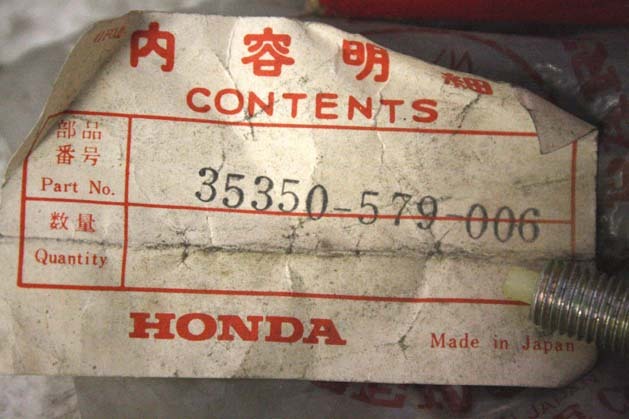 内容明細
CONTENTS
部品
番号
Part No.
35350-579-006
数量
Quantity
HONDA
Made in Japan